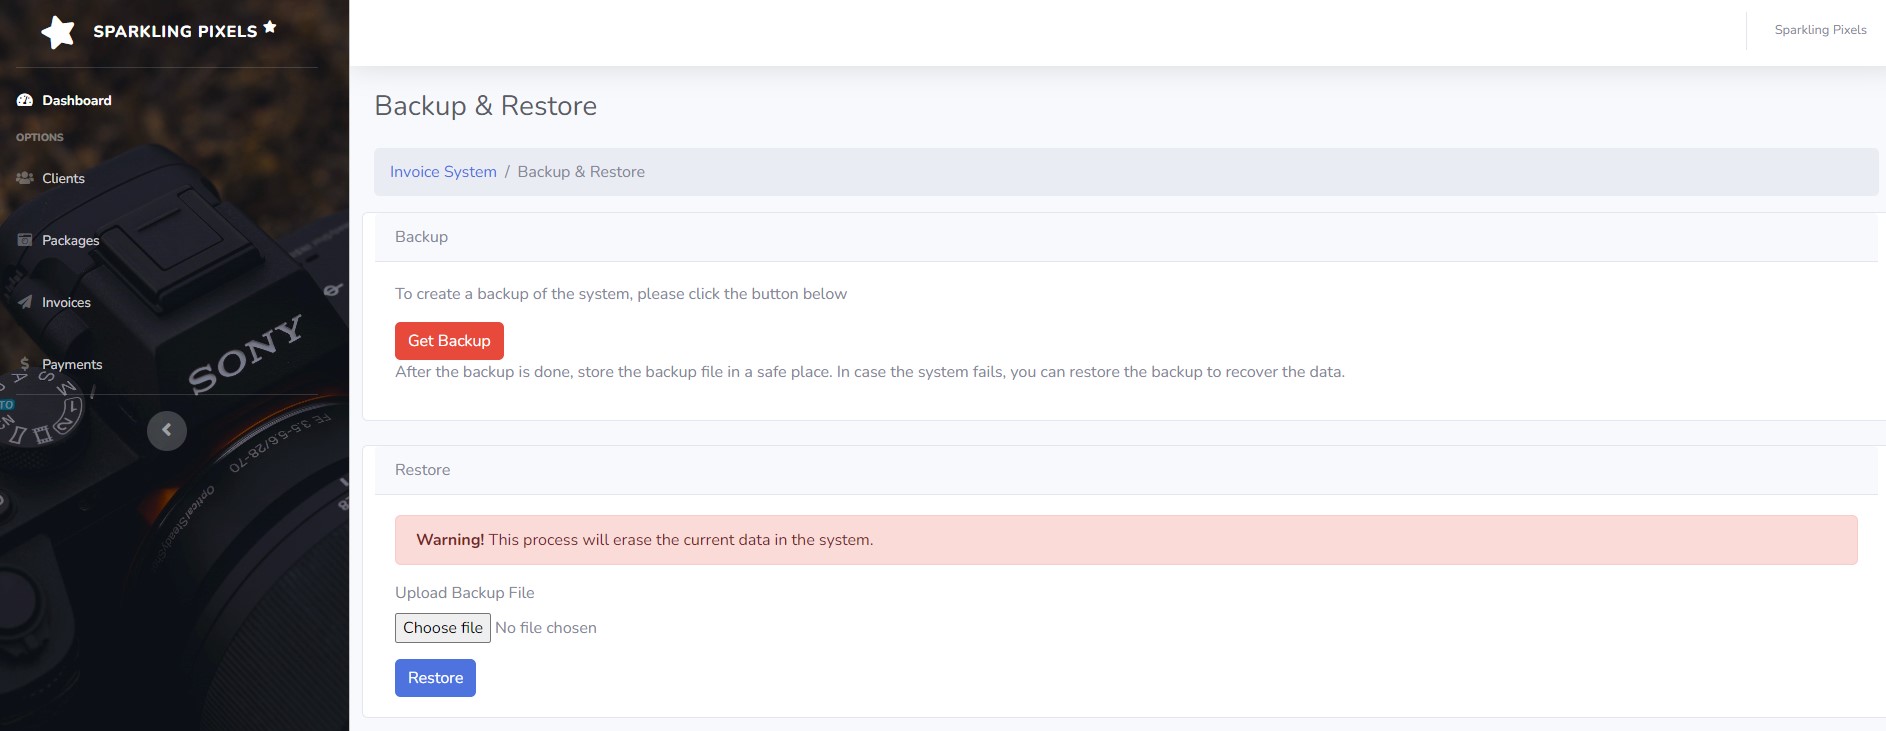 SPARKLING PIXELS
Sparkling Pixels
Dashboard
OPTIONS
Clients
Packages
Invoices
Payments
SONY
FE 3.5-5.6/28-70
OpticalSteady
Backup & Restore
Invoice System / Backup & Restore
Backup
To create a backup of the system, please click the button below
Get Backup
After the backup is done, store the backup file in a safe place. In case the system fails, you can restore the backup to recover the data.
Restore
Warning! This process will erase the current data in the system.
Upload Backup File
Choose file No file chosen
Restore